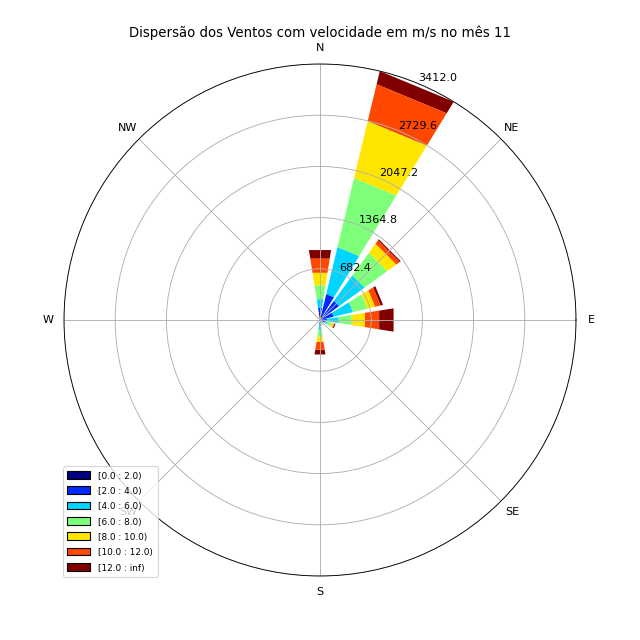 Dispersão dos Ventos com velocidade em m/s no mês 11
N
3412.0
NW
NE
2729.6
2047.2
1364.8
682.4
W
E
[0.0 : 2.0)
[2.0 : 4.0)
[4.0 : 6.0)
[6.0 : 8.0)
SW
SE
[8.0 : 10.0)
[10.0 : 12.0)
[12.0 : inf)
S